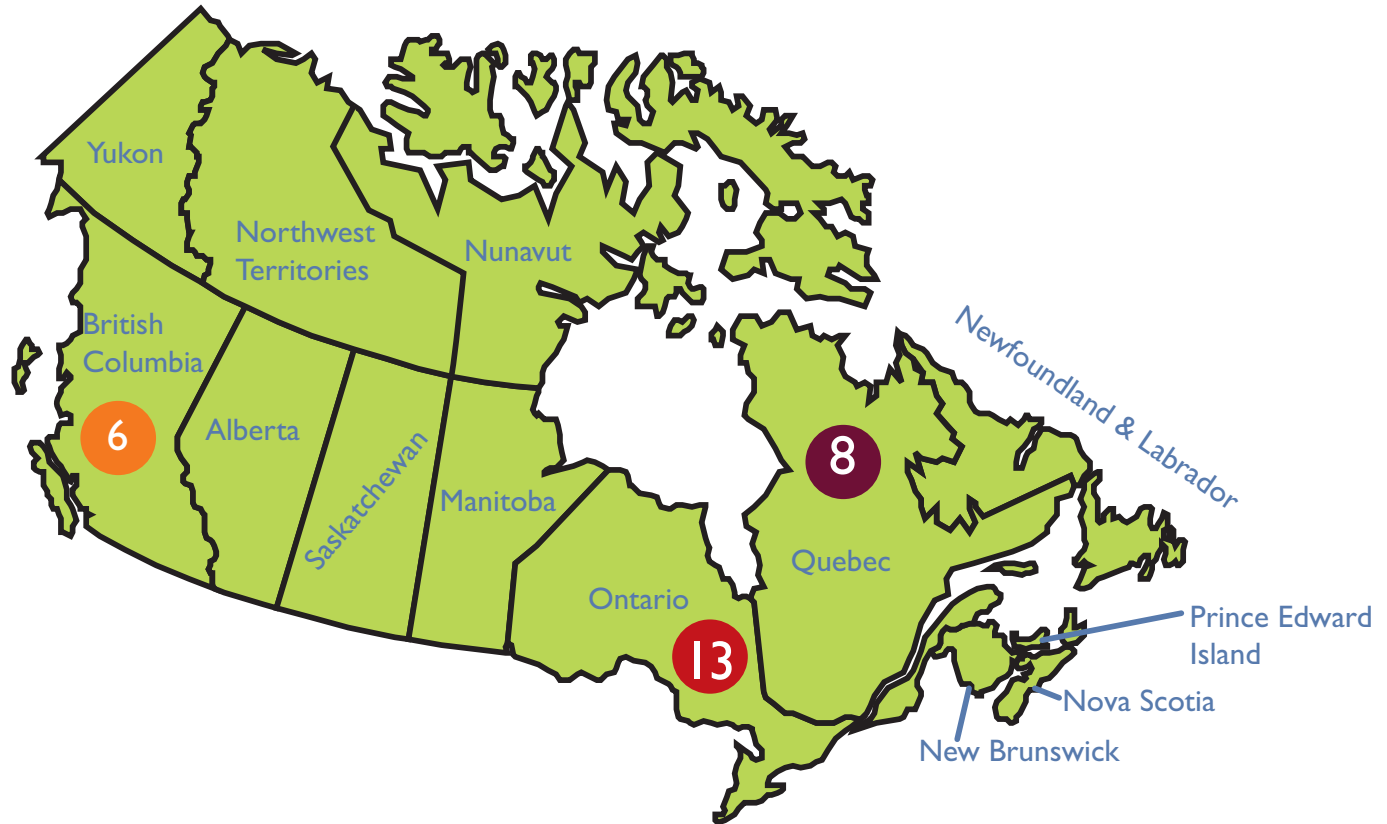 Yukon
Northwest
Territories
Nunavut
British
Columbia
6
Alberta
Saskatchewan
Manitoba
Ontario
13
8
Quebec
Newfoundland & Labrador
Prince Edward
Island
Nova Scotia
New Brunswick